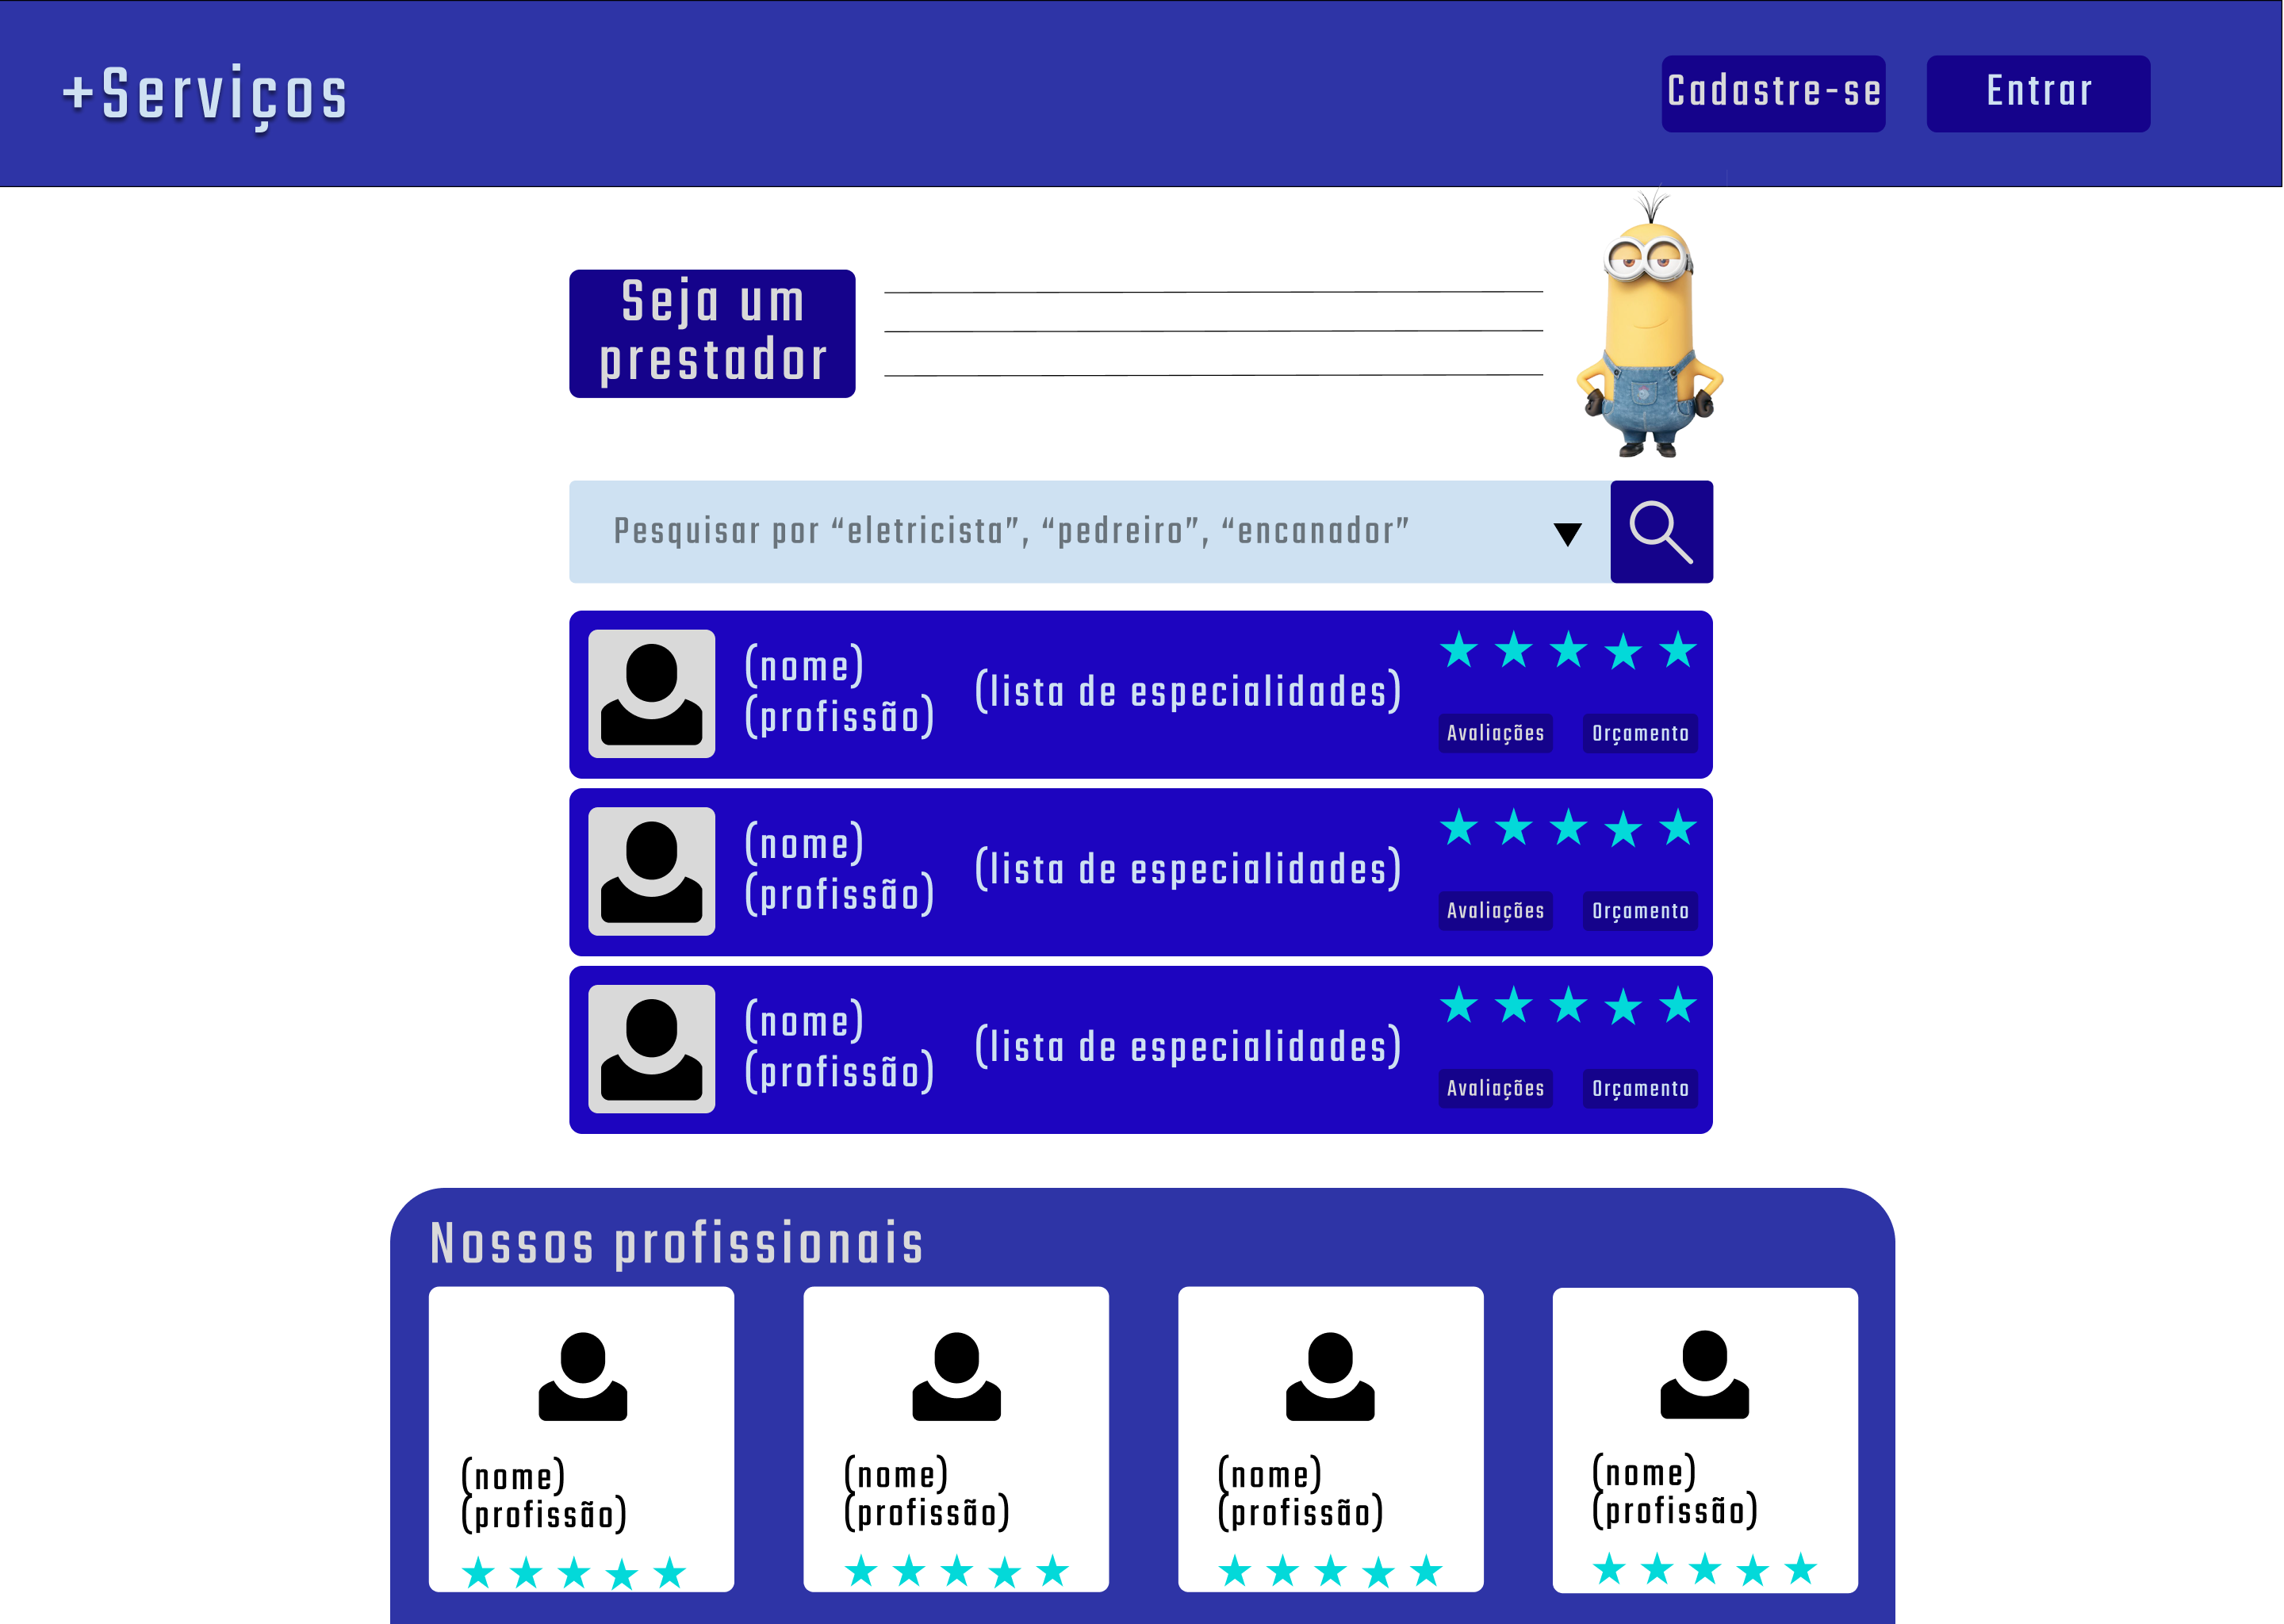 +Serviços
Cadastre-se
Entrar
Seja um
prestador
Pesquisar por “eletricista”, “pedreiro”, “encanador”
(nome)
(profissão)
(lista de especialidades)
Avaliações
Orçamento
(nome)
(profissão)
(lista de especialidades)
Avaliações
Orçamento
(nome)
(profissão)
(lista de especialidades)
Avaliações
Orçamento
Nossos profissionais
(nome)
(profissão)
(nome)
(profissão)
(nome)
(profissão)
(nome)
(profissão)